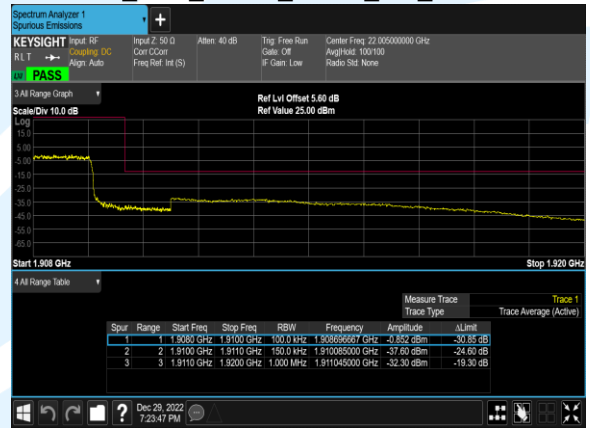 Spectrum Analyzer 1
Spurious Emissions
KEYSIGHT Input: RF Input Z: 50 Ω Atten: 40 dB Trig: Free Run Center Freq: 22.005000000 GHz
RLT Coupling: DC Corr CCorr Gate: Off Avg|Hold: 100/100
Align: Auto Freq Ref: Int (S) IF Gain: Low Radio Std: None
LW PASS
3 All Range Graph
Ref Lvl Offset 5.60 dB
Scale/Div 10.0 dB Ref Value 25.00 dBm
Log
15.0
5.00
-5.00
-15.0
-25.0
-35.0
-45.0
-55.0
-65.0
Start 1.908 GHz Stop 1.920 GHz
4 All Range Table
Measure Trace Trace 1
Trace Type Trace Average (Active)
Spur Range Start Freq Stop Freq RBW Frequency Amplitude ΔLimit
1 1 1.9080 GHz 1.9100 GHz 100.0 kHz 1.908696667 GHz -0.852 dBm -30.85 dB
2 2 1.9100 GHz 1.9110 GHz 150.0 kHz 1.910085000 GHz -37.60 dBm -24.60 dB
3 3 1.9110 GHz 1.9200 GHz 1.000 MHz 1.911045000 GHz -32.30 dBm -19.30 dB
? Dec 29, 2022
7:23:47 PM